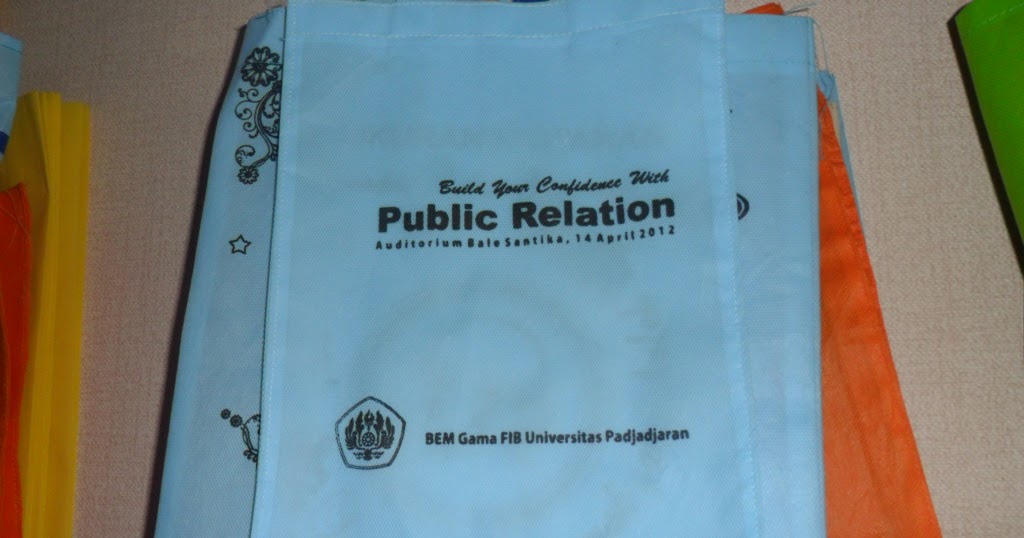 Build Your Confidence With
Public Relation
Auditorium Bale Santika, 14 April 2012
BEM Gama FIB Universitas Padjadjaran